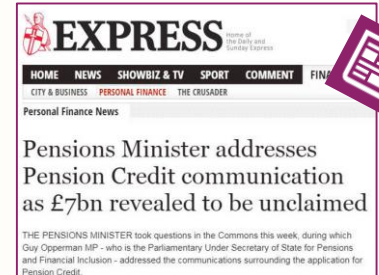 EXPRESS
Home of
the Daily and
Sunday Express
HOME NEWS SHOWBIZ & TV SPORT COMMENT
CITY & BUSINESS PERSONAL FINANCE THE CRUSADER
Personal Finance News
Pensions Minister addresses
Pension Credit communication
as £7bn revealed to be unclaimed
THE PENSIONS MINISTER took questions in the Commons this week, during which
Guy Opperman MP - who is the Parliamentary Under Secretary of State for Pensions
and Financial Inclusion - addressed the communications surrounding the application for
Pension Credit.